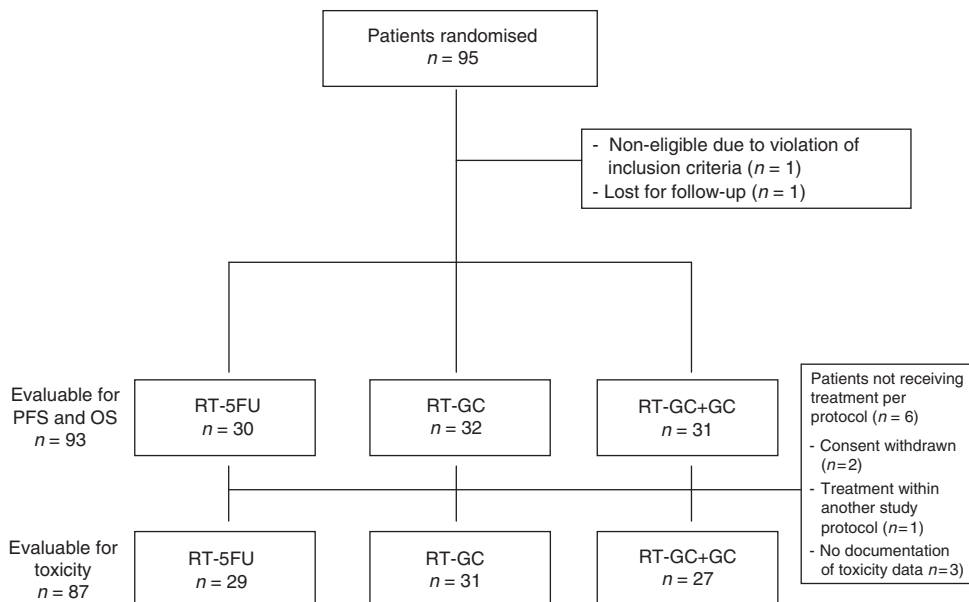 Patients randomised
n = 95
- Non-eligible due to violation of
inclusion criteria (n = 1)
- Lost for follow-up (n = 1)
Evaluable for
PFS and OS
n = 93
RT-5FU
n = 30
RT-GC
n = 32
RT-GC+GC
n = 31
Patients not receiving
treatment per
protocol (n = 6)
- Consent withdrawn
(n=2)
- Treatment within
another study
protocol (n=1)
- No documentation
of toxicity data n=3)
Evaluable for
toxicity
n = 87
RT-5FU
n = 29
RT-GC
n = 31
RT-GC+GC
n = 27